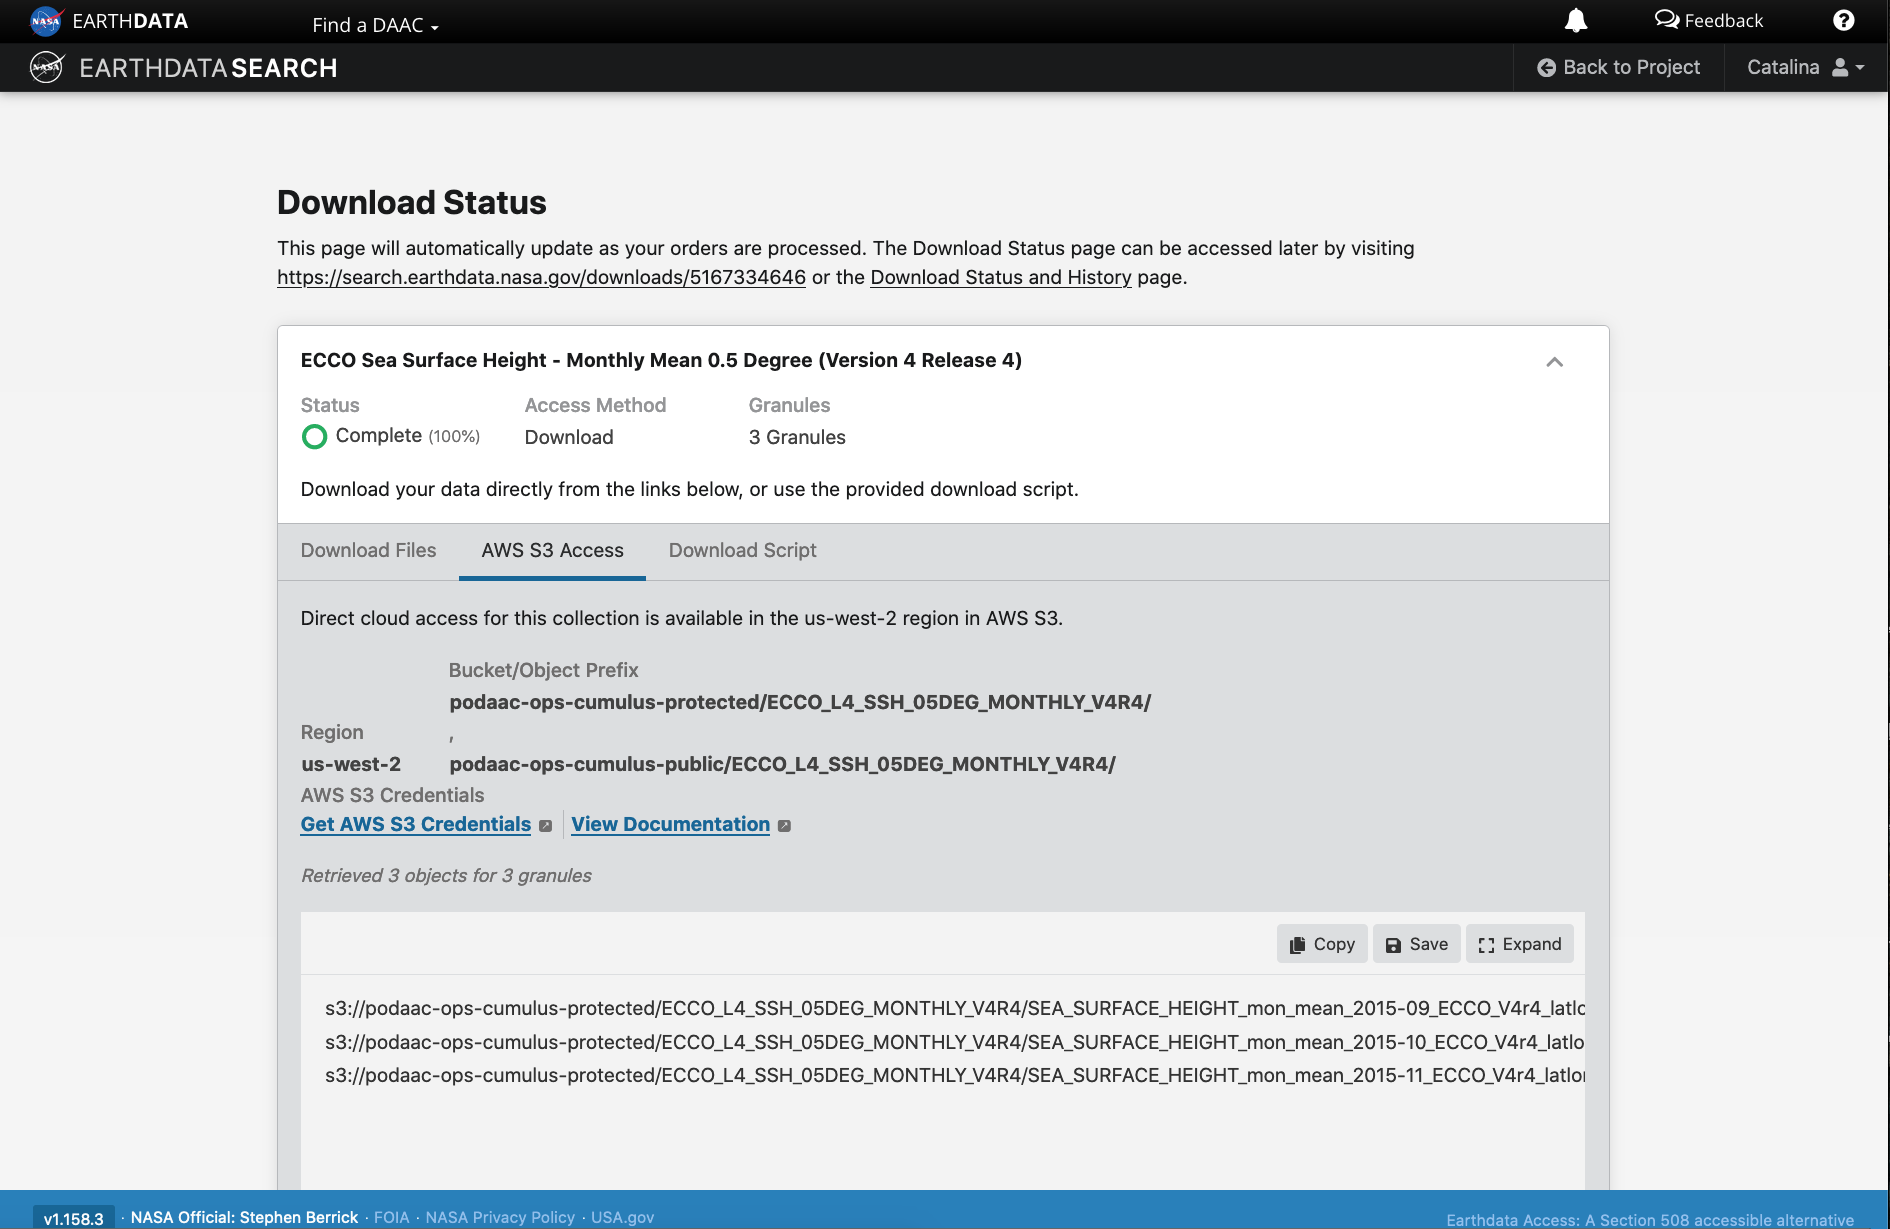 NASA EARTHDATA
Find a DAAC
Feedback
NASA EARTHDATA SEARCH
Back to Project
Catalina
Download Status
This page will automatically update as your orders are processed. The Download Status page can be accessed later by visiting
https://search.earthdata.nasa.gov/downloads/5167334646 or the Download Status and History page.
ECCO Sea Surface Height - Monthly Mean 0.5 Degree (Version 4 Release 4)
Status Access Method Granules
Complete (100%) Download 3 Granules
Download your data directly from the links below, or use the provided download script.
Download Files AWS S3 Access Download Script
Direct cloud access for this collection is available in the us-west-2 region in AWS S3.
Bucket/Object Prefix
podaac-ops-cumulus-protected/ECCO_L4_SSH_05DEG_MONTHLY_V4R4/
Region ,
us-west-2 podaac-ops-cumulus-public/ECCO_L4_SSH_05DEG_MONTHLY_V4R4/
AWS S3 Credentials
Get AWS S3 Credentials View Documentation
Retrieved 3 objects for 3 granules
Copy Save Expand
s3://podaac-ops-cumulus-protected/ECCO_L4_SSH_05DEG_MONTHLY_V4R4/SEA_SURFACE_HEIGHT_mon_mean_2015-09_ECCO_V4r4_latlo
s3://podaac-ops-cumulus-protected/ECCO_L4_SSH_05DEG_MONTHLY_V4R4/SEA_SURFACE_HEIGHT_mon_mean_2015-10_ECCO_V4r4_latlo
s3://podaac-ops-cumulus-protected/ECCO_L4_SSH_05DEG_MONTHLY_V4R4/SEA_SURFACE_HEIGHT_mon_mean_2015-11_ECCO_V4r4_latlo
v1.158.3 · NASA Official: Stephen Berrick · FOIA · NASA Privacy Policy · USA.gov
Earthdata Access: A Section 508 accessible alternative